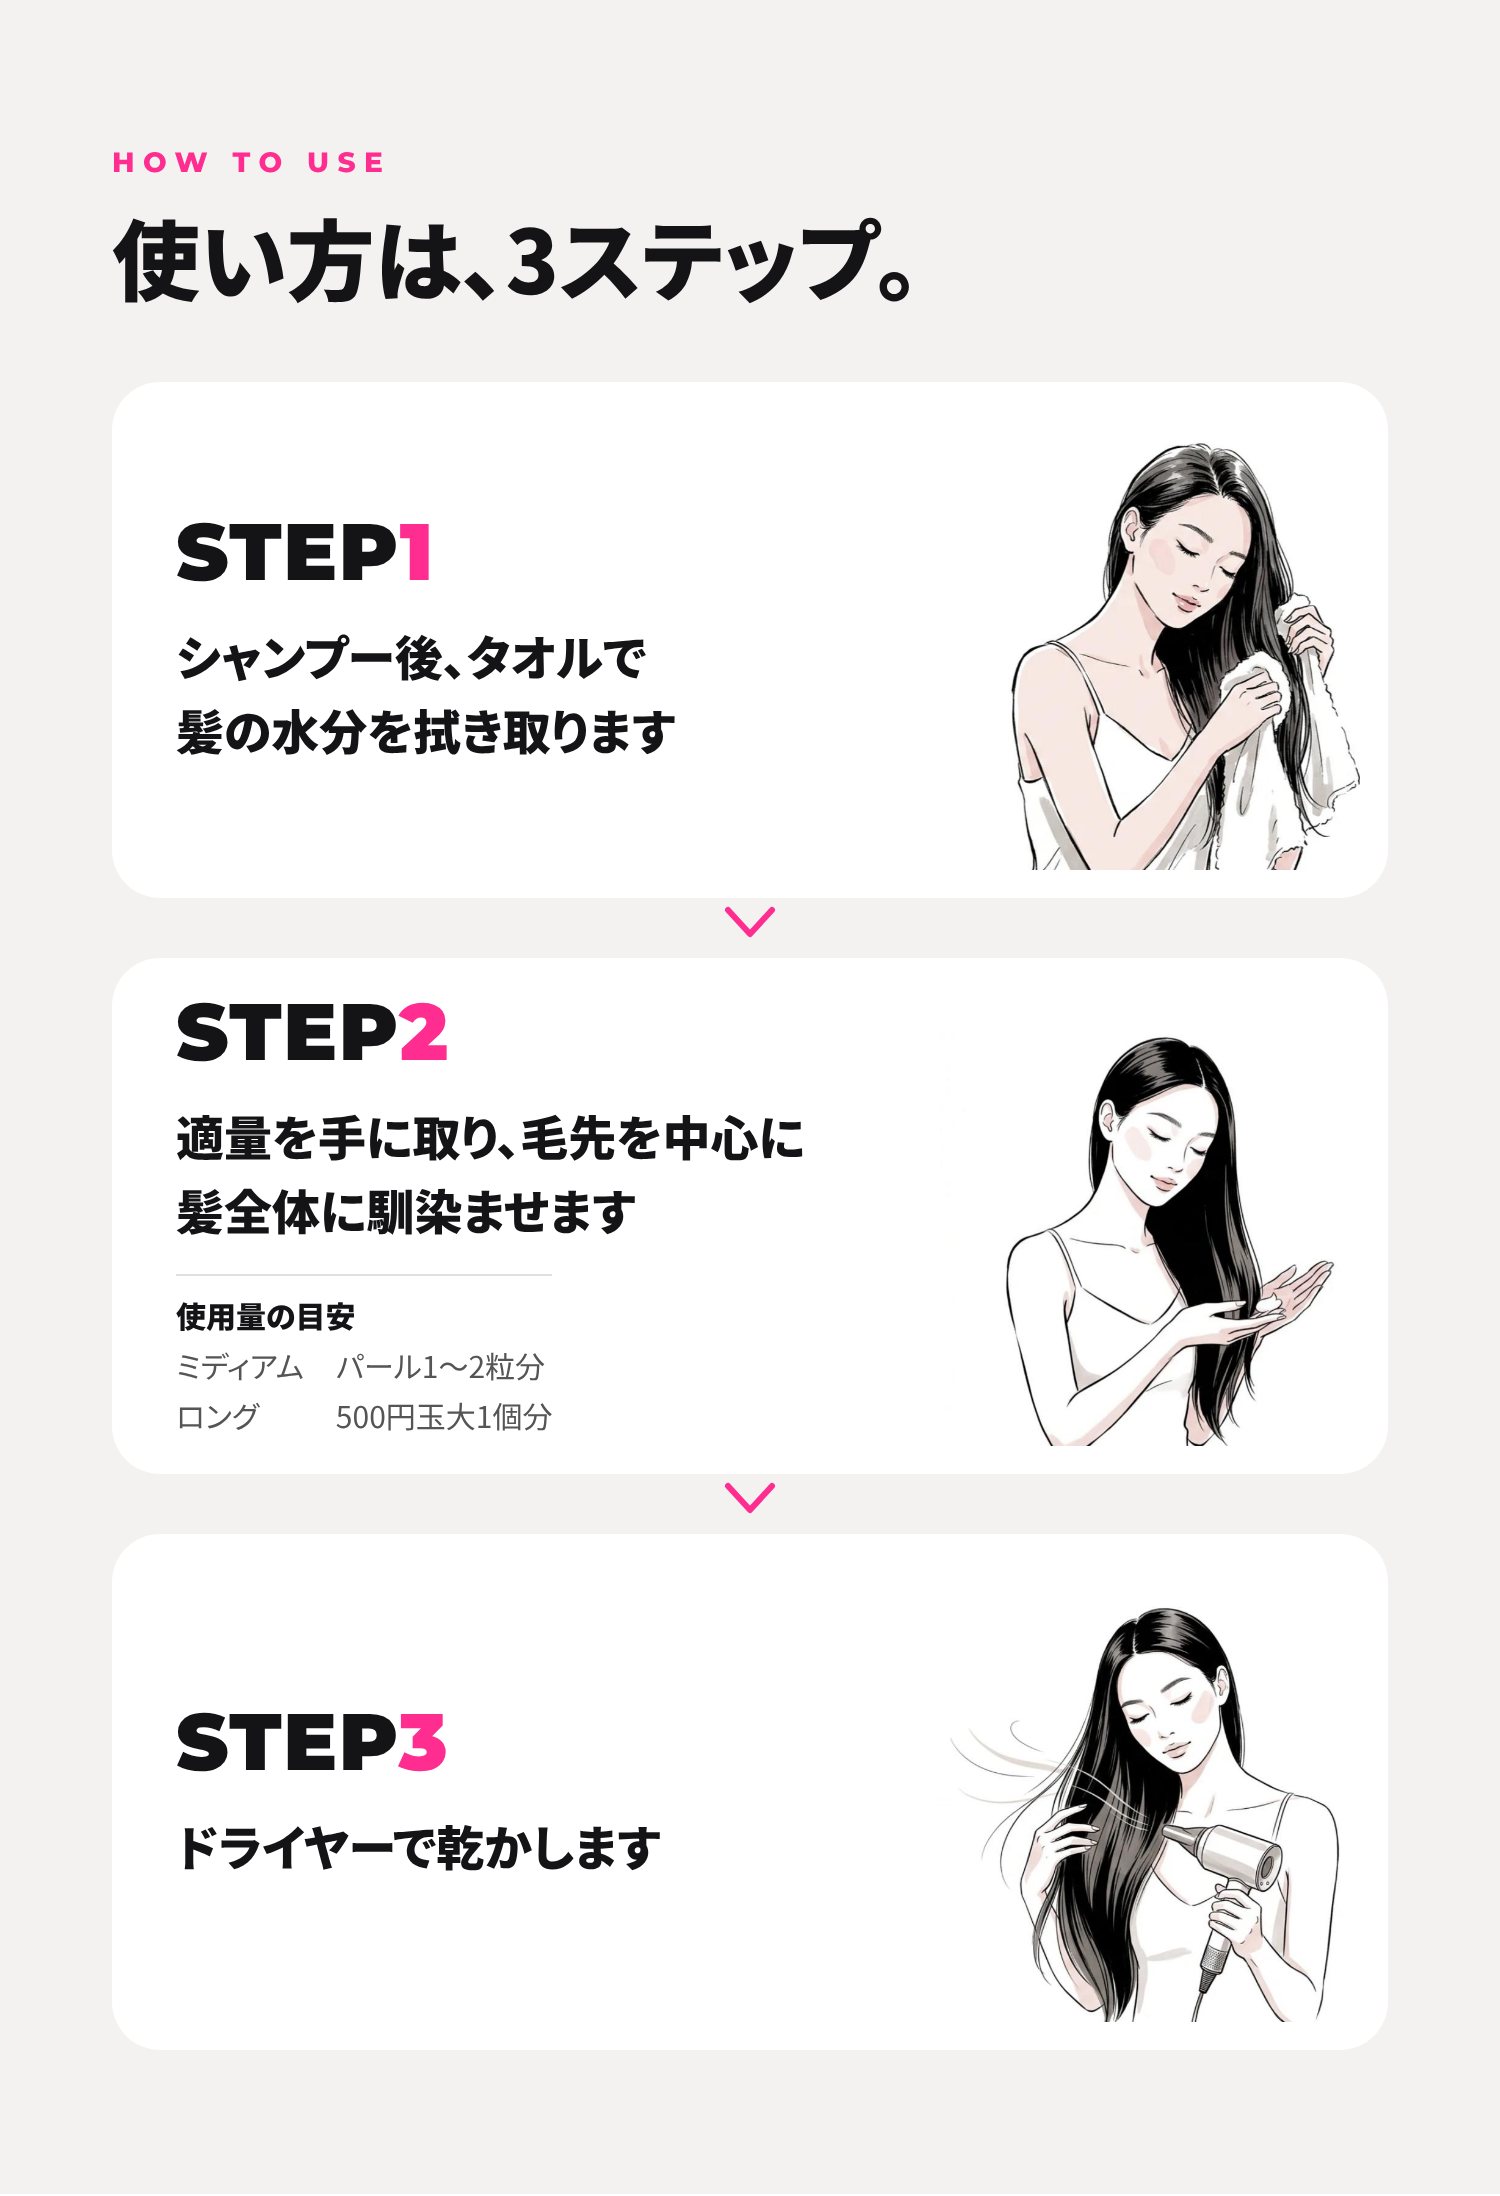 HOW TO USE
使い方は、3ステップ。
STEP1
シャンプー後、タオルで
髪の水分を拭き取ります
STEP2
適量を手に取り、毛先を中心に
髪全体に馴染ませます
使用量の目安
ミディアム パール1〜2粒分
ロング 500円玉大1個分
STEP3
ドライヤーで乾かします